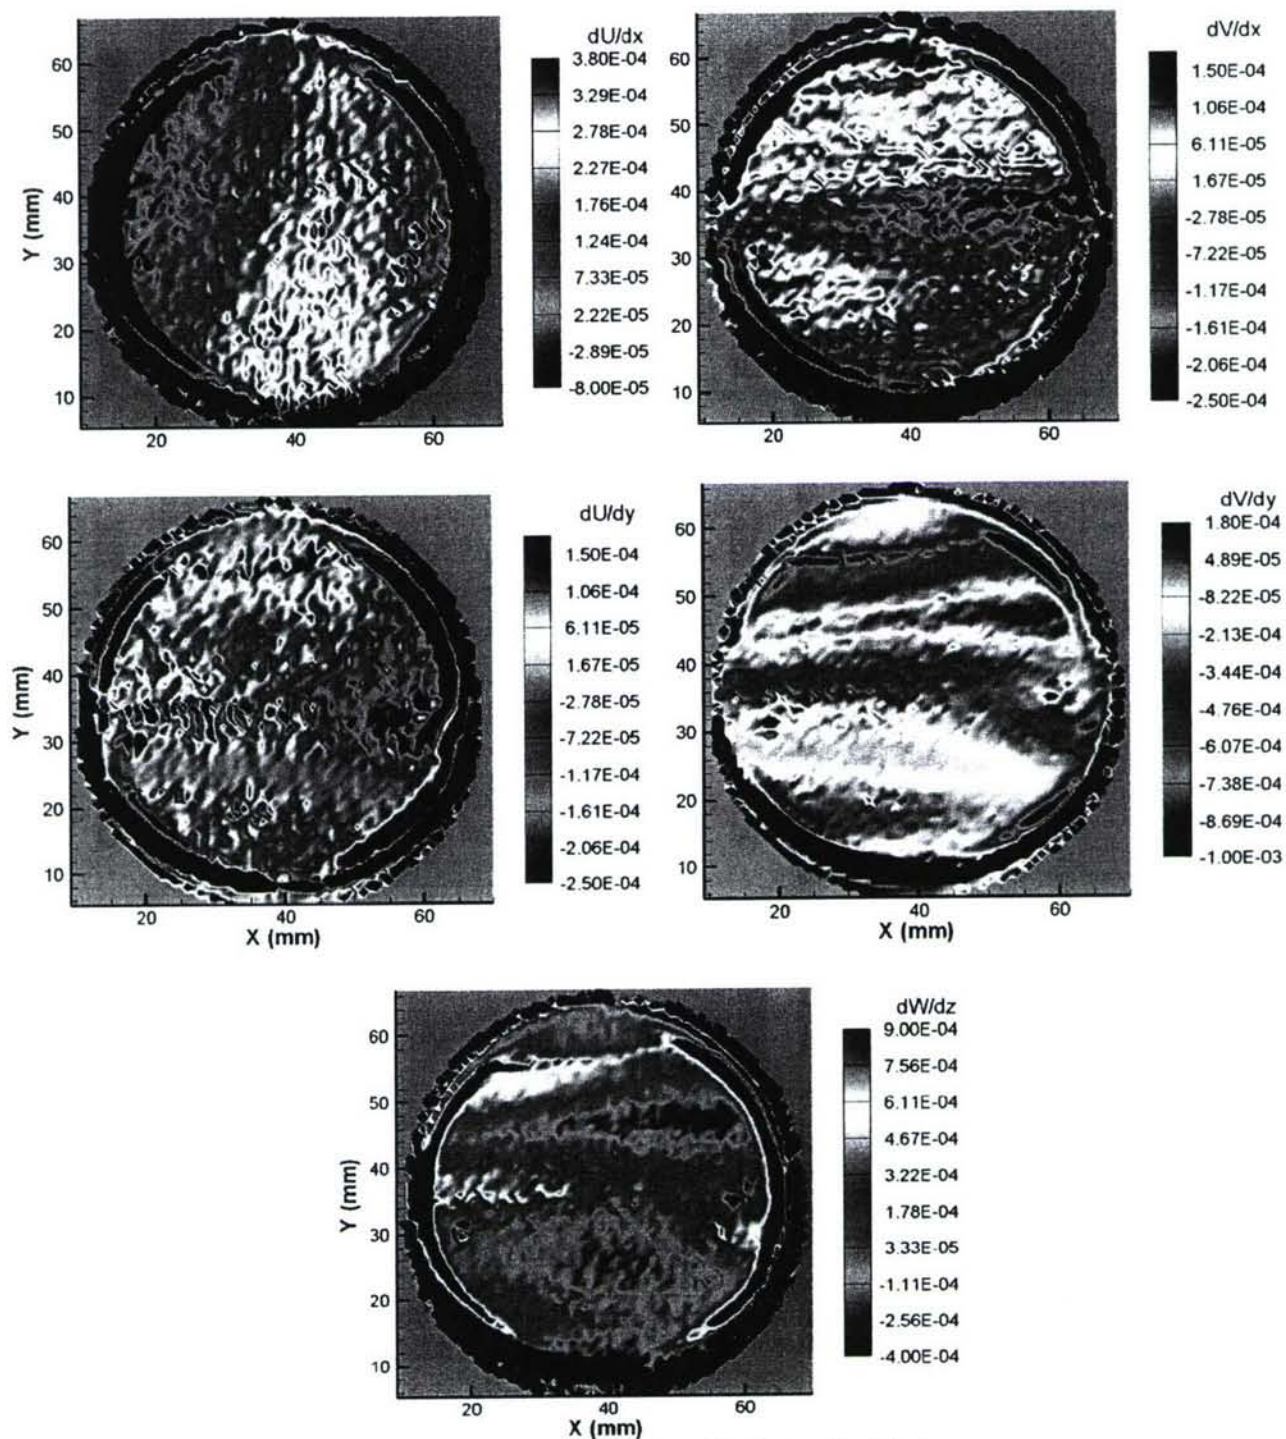 dU/dx
3.80E-04
3.29E-04
2.78E-04
2.27E-04
1.76E-04
1.24E-04
7.33E-05
2.22E-05
-2.89E-05
-8.00E-05
Y (mm)
60
50
40
30
20
10
20
40
60
dV/dx
1.50E-04
1.06E-04
6.11E-05
1.67E-05
-2.78E-05
-7.22E-05
-1.17E-04
-1.61E-04
-2.06E-04
-2.50E-04
60
50
40
30
20
10
20
40
60
dU/dy
1.50E-04
1.06E-04
6.11E-05
1.67E-05
-2.78E-05
-7.22E-05
-1.17E-04
-1.61E-04
-2.06E-04
-2.50E-04
Y (mm)
60
50
40
30
20
10
20
40
60
X (mm)
dV/dy
1.80E-04
4.89E-05
-8.22E-05
-2.13E-04
-3.44E-04
-4.76E-04
-6.07E-04
-7.38E-04
-8.69E-04
-1.00E-03
60
50
40
30
20
10
20
40
60
X (mm)
dW/dz
9.00E-04
7.56E-04
6.11E-04
4.67E-04
3.22E-04
1.78E-04
3.33E-05
-1.11E-04
-2.56E-04
-4.00E-04
Y (mm)
60
50
40
30
20
10
20
40
60
X (mm)